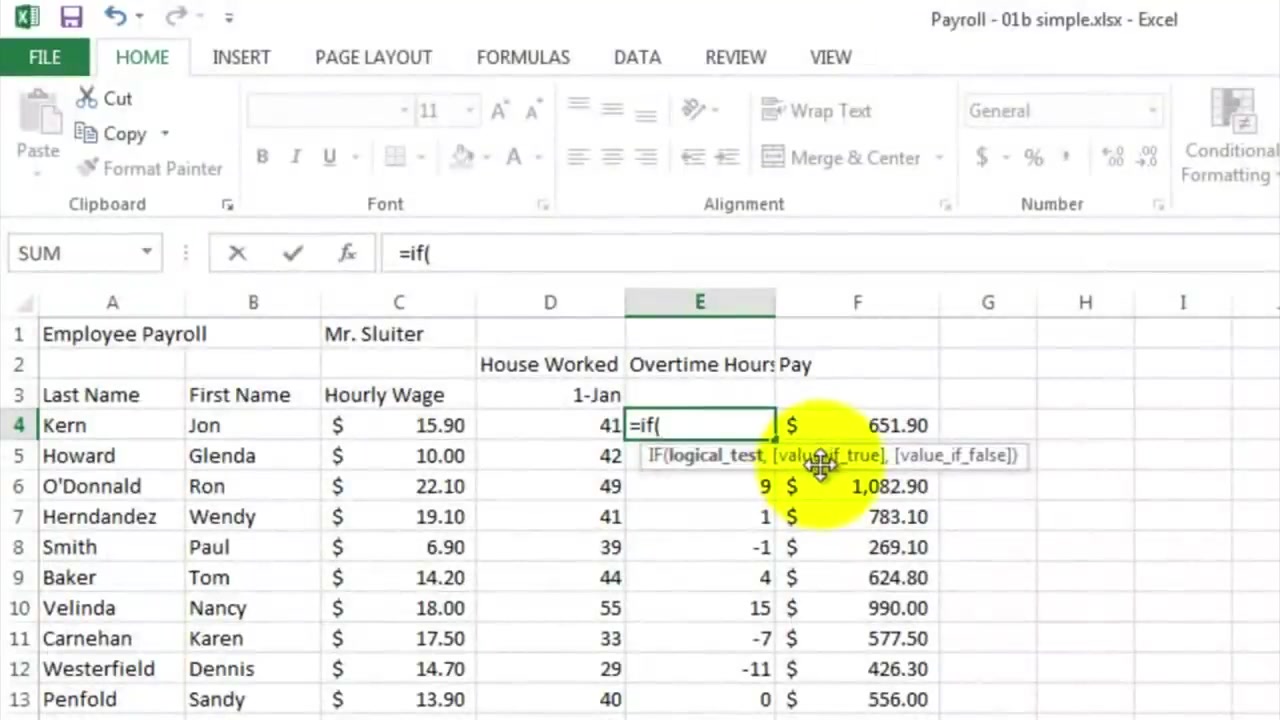 Payroll - 01b simple.xlsx - Excel
FILE HOME INSERT PAGE LAYOUT FORMULAS DATA REVIEW VIEW
Paste
Cut
Copy
Format Painter
Clipboard
11 A A
B I U A
Font
Wrap Text
Merge & Center
Alignment
General
$ % ,
Number
Conditional
Formatting
SUM fx =if(
A B C D E F G H I
1 Employee Payroll Mr. Sluiter
2 House Worked Overtime Hours Pay
3 Last Name First Name Hourly Wage 1-Jan
4 Kern Jon $ 15.90 41 =if( $ 651.90
5 Howard Glenda $ 10.00 42 IF(logical_test, [value_if_true], [value_if_false])
6 O'Donnald Ron $ 22.10 49 9 $ 1,082.90
7 Herndandez Wendy $ 19.10 41 1 $ 783.10
8 Smith Paul $ 6.90 39 -1 $ 269.10
9 Baker Tom $ 14.20 44 4 $ 624.80
10 Velinda Nancy $ 18.00 55 15 $ 990.00
11 Carnehan Karen $ 17.50 33 -7 $ 577.50
12 Westerfield Dennis $ 14.70 29 -11 $ 426.30
13 Penfold Sandy $ 13.90 40 0 $ 556.00